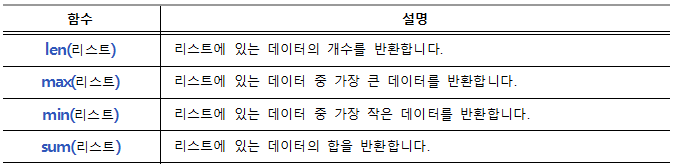 함수 설명
len(리스트) 리스트에 있는 데이터의 개수를 반환합니다.
max(리스트) 리스트에 있는 데이터 중 가장 큰 데이터를 반환합니다.
min(리스트) 리스트에 있는 데이터 중 가장 작은 데이터를 반환합니다.
sum(리스트) 리스트에 있는 데이터의 합을 반환합니다.